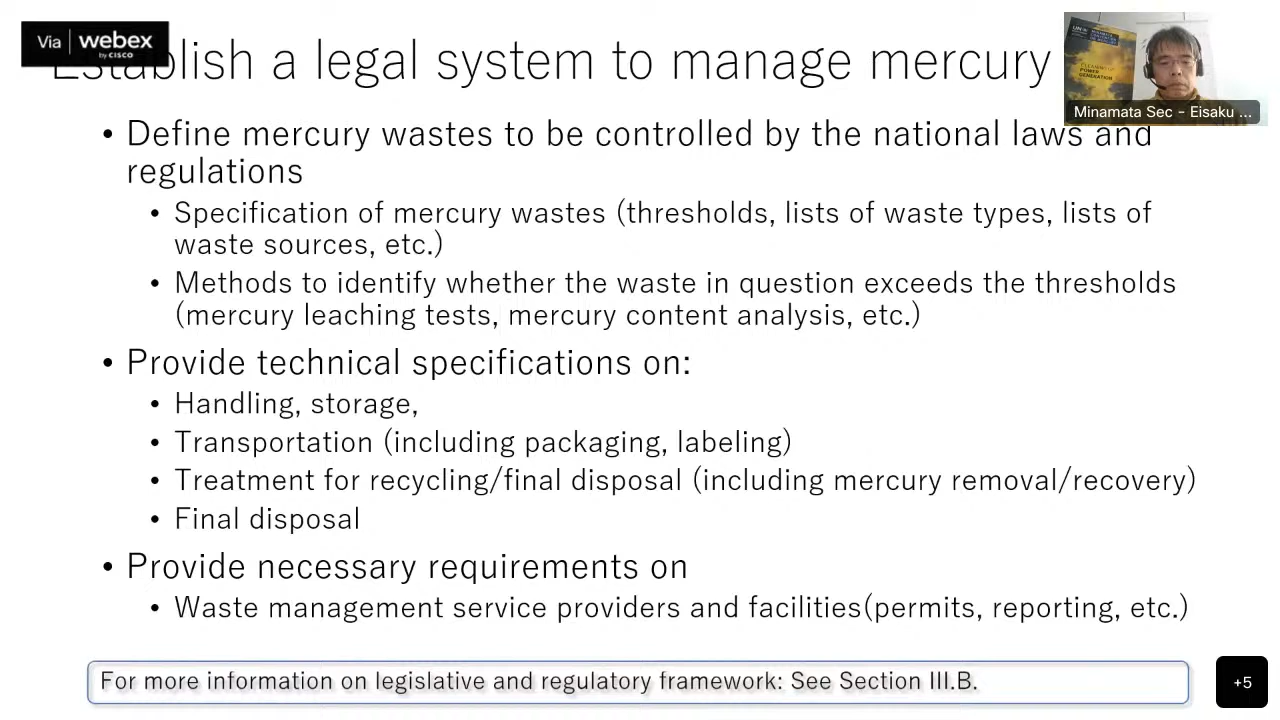 Via webex
by CISCO
Establish a legal system to manage mercury
CLEANING UP
POWER
GENERATION
Minamata Sec - Eisaku ...
• Define mercury wastes to be controlled by the national laws and
regulations
• Specification of mercury wastes (thresholds, lists of waste types, lists of
waste sources, etc.)
• Methods to identify whether the waste in question exceeds the thresholds
(mercury leaching tests, mercury content analysis, etc.)
• Provide technical specifications on:
• Handling, storage,
• Transportation (including packaging, labeling)
• Treatment for recycling/final disposal (including mercury removal/recovery)
• Final disposal
• Provide necessary requirements on
• Waste management service providers and facilities(permits, reporting, etc.)
For more information on legislative and regulatory framework: See Section III.B.
+5